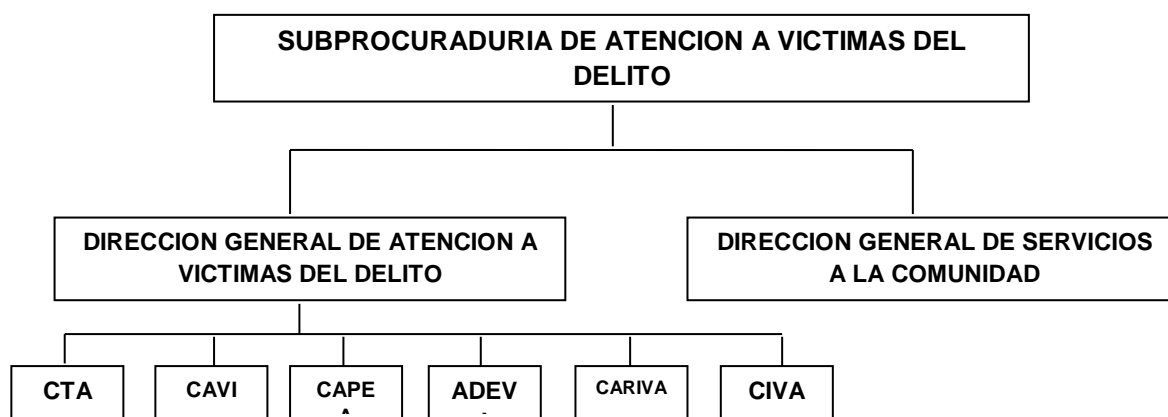 SUBPROCURADURIA DE ATENCION A VICTIMAS DEL
DELITO
DIRECCION GENERAL DE ATENCION A
VICTIMAS DEL DELITO
DIRECCION GENERAL DE SERVICIOS
A LA COMUNIDAD
CTA
CAVI
CAPE
A
ADEV
CARIVA
CIVA